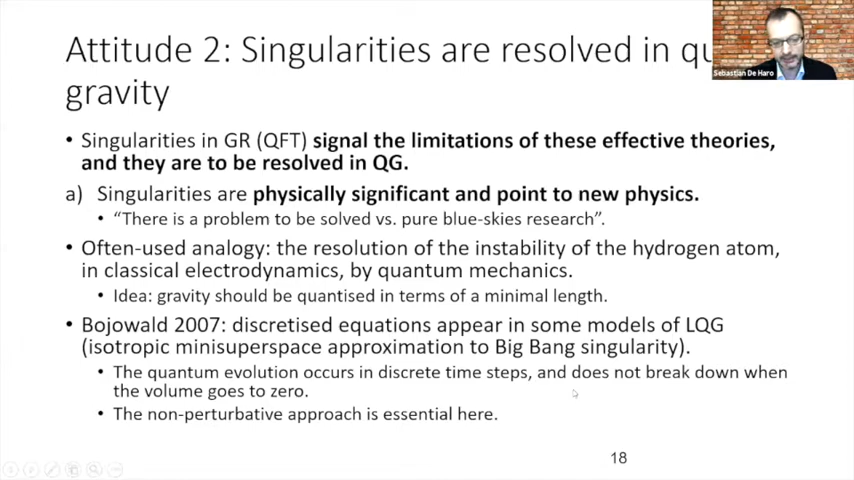 Attitude 2: Singularities are resolved in qu
gravity
Sebastian De Haro
• Singularities in GR (QFT) signal the limitations of these effective theories,
and they are to be resolved in QG.
a) Singularities are physically significant and point to new physics.
• “There is a problem to be solved vs. pure blue-skies research”.
• Often-used analogy: the resolution of the instability of the hydrogen atom,
in classical electrodynamics, by quantum mechanics.
• Idea: gravity should be quantised in terms of a minimal length.
• Bojowald 2007: discretised equations appear in some models of LQG
(isotropic minisuperspace approximation to Big Bang singularity).
• The quantum evolution occurs in discrete time steps, and does not break down when
the volume goes to zero.
• The non-perturbative approach is essential here.
18